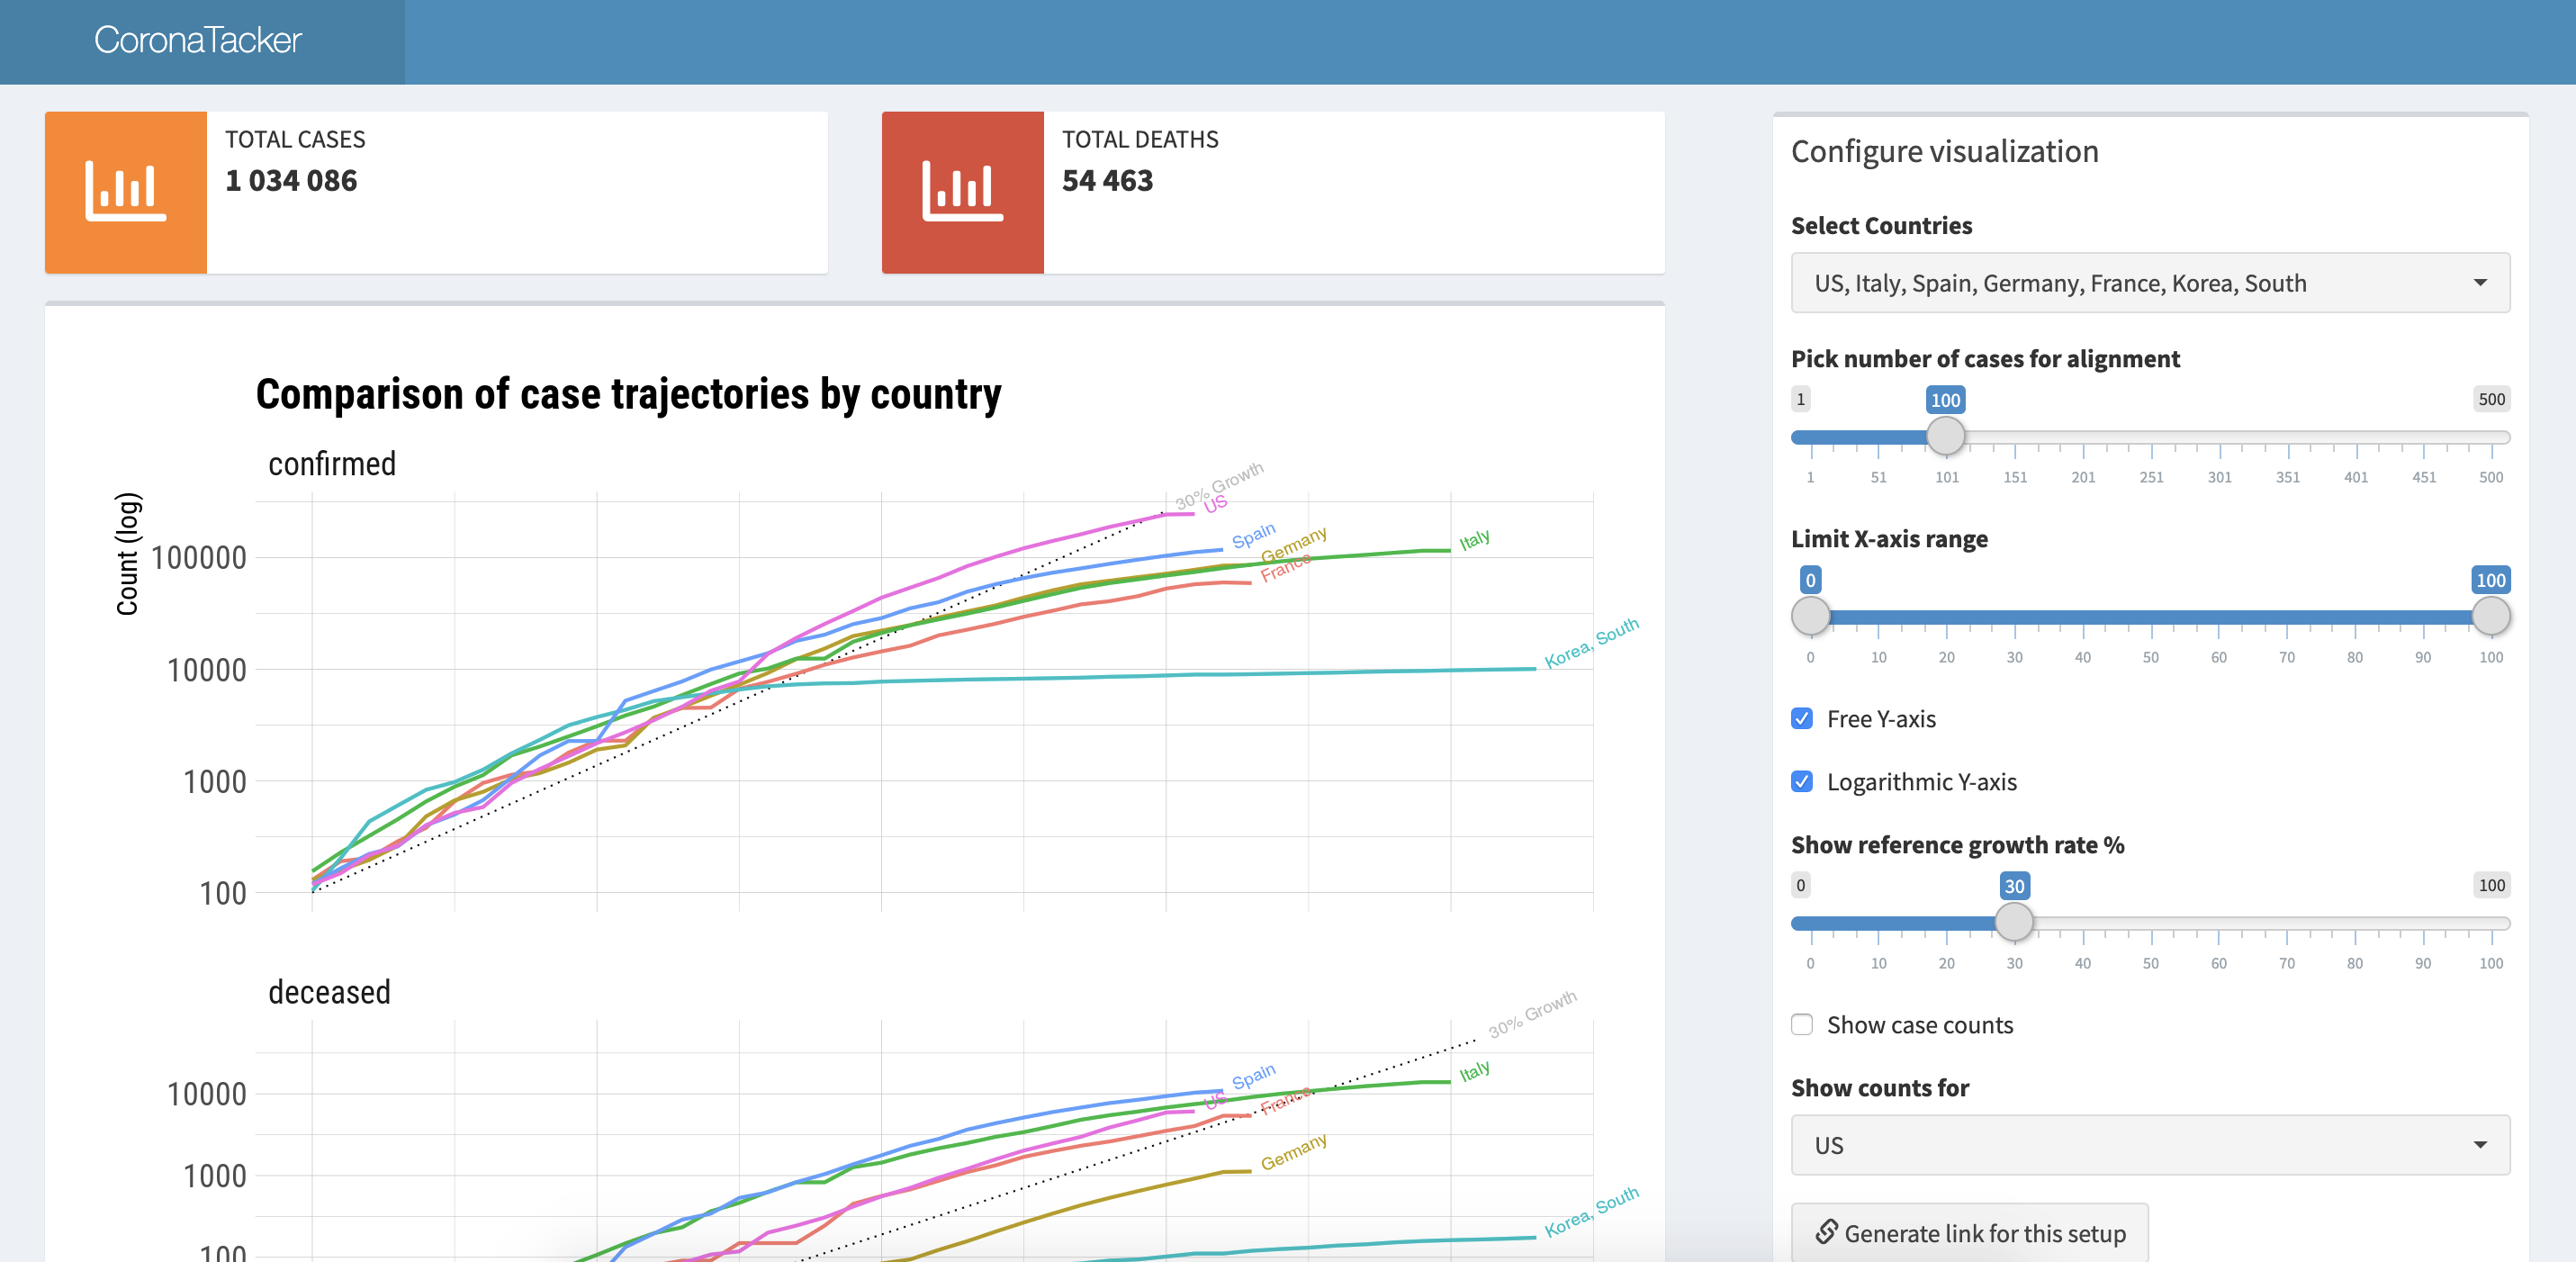 CoronaTacker
TOTAL CASES
1 034 086
TOTAL DEATHS
54 463
Comparison of case trajectories by country
confirmed
Count (log)
100000
10000
1000
100
30% Growth
US
Spain
Germany
France
Italy
Korea, South
deceased
10000
1000
100
30% Growth
Spain
Italy
US
France
Germany
Korea, South
Configure visualization
Select Countries
US, Italy, Spain, Germany, France, Korea, South
Pick number of cases for alignment
1 100 500
1 51 101 151 201 251 301 351 401 451 500
Limit X-axis range
0 100
0 10 20 30 40 50 60 70 80 90 100
Free Y-axis
Logarithmic Y-axis
Show reference growth rate %
0 30 100
0 10 20 30 40 50 60 70 80 90 100
Show case counts
Show counts for
US
Generate link for this setup